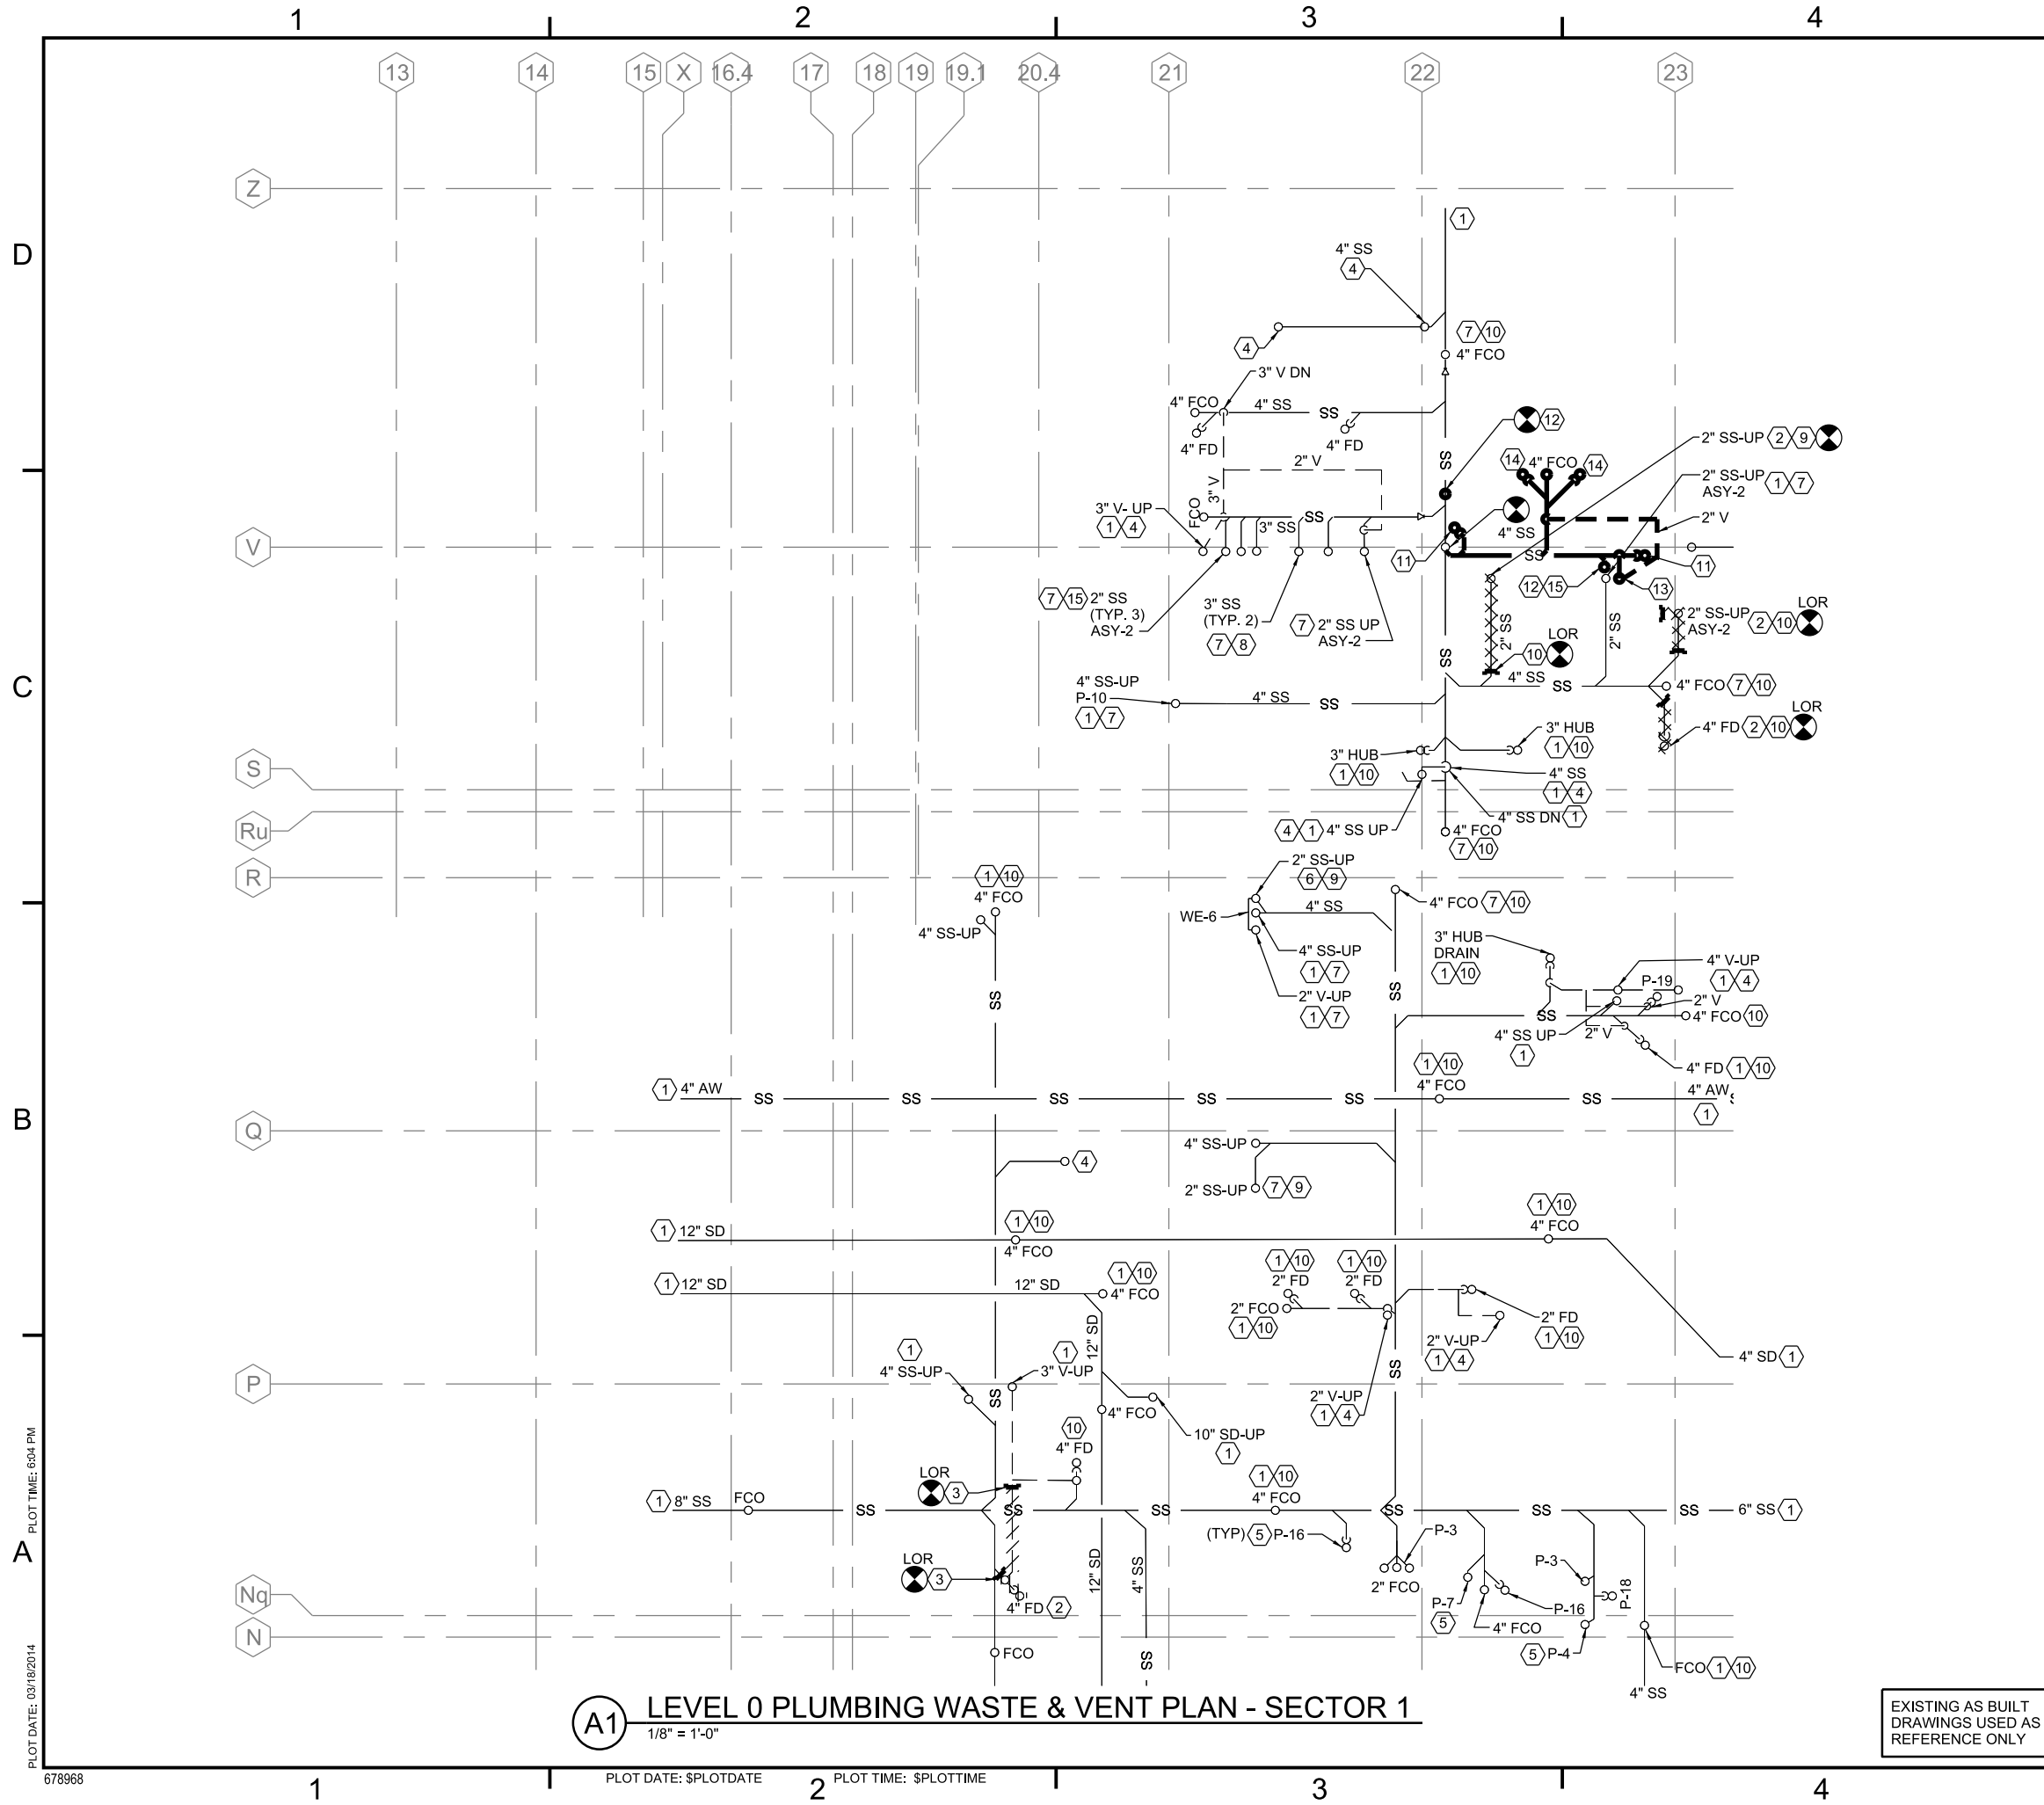 1 2 3 4
13 14 15 X 16.4 17 18 19 19.1 20.4 21 22 23
Z
D
1
4" SS
4
4
7 10
4" FCO
3" V DN
4" FCO
4" SS
SS
4" FD
4" FD
12
SS
2" SS-UP 2 9
2" V
14
4" FCO
14
2" SS-UP
ASY-2
1 7
3" V
FCO
3" V- UP
1 4
3" SS
SS
4" SS
2" V
V
11
SS
11
12 15
13
7 15 2" SS
(TYP. 3)
ASY-2
3" SS
(TYP. 2)
7 8
7 2" SS UP
ASY-2
2" SS
2" SS
LOR
10
LOR
2" SS-UP
ASY-2
2 10
C
SS
4" SS
SS
4" FCO 7 10
4" SS-UP
P-10
1 7
4" SS
SS
LOR
4" FD 2 10
3" HUB
1 10
3" HUB
1 10
S
4" SS
1 4
4" SS DN 1
Ru
4 1 4" SS UP
4" FCO
7 10
R
1 10
4" FCO
2" SS-UP
6 9
4" SS-UP
WE-6
4" SS
4" FCO 7 10
4" SS-UP
1 7
3" HUB
DRAIN
1 10
4" V-UP
1 4
P-19
SS
2" V-UP
1 7
SS
2" V
SS
4" FCO 10
4" SS UP
1
2" V
4" FD 1 10
1 10
4" FCO
B
1 4" AW
SS SS SS SS SS SS
4" AW
1
Q
4" SS-UP
4
2" SS-UP 7 9
1 12" SD
1 10
4" FCO
1 10
4" FCO
1 12" SD
12" SD
1 10
4" FCO
1 10
2" FD
1 10
2" FD
2" FCO
1 10
2" FD
1 10
12" SD
2" V-UP
1 4
1
4" SS-UP
1
3" V-UP
SS
4" SD 1
P
SS
4" FCO
2" V-UP
1 4
10
4" FD
10" SD-UP
1
LOR
3
1 10
4" FCO
1 8" SS
FCO
SS SS SS SS SS SS
6" SS 1
A
(TYP) 5 P-16
P-3
LOR
3
12" SD
4" SS
2" FCO
P-3
P-18
Nq
4" FD 2
P-7
5
P-16
4" FCO
N
FCO
SS
5 P-4
FCO 1 10
4" SS
A1 LEVEL 0 PLUMBING WASTE & VENT PLAN - SECTOR 1
1/8" = 1'-0"
EXISTING AS BUILT
DRAWINGS USED AS
REFERENCE ONLY
PLOT TIME: 6:04 PM
PLOT DATE: 03/18/2014
678968
PLOT DATE: $PLOTDATE
PLOT TIME: $PLOTTIME
1 2 3 4